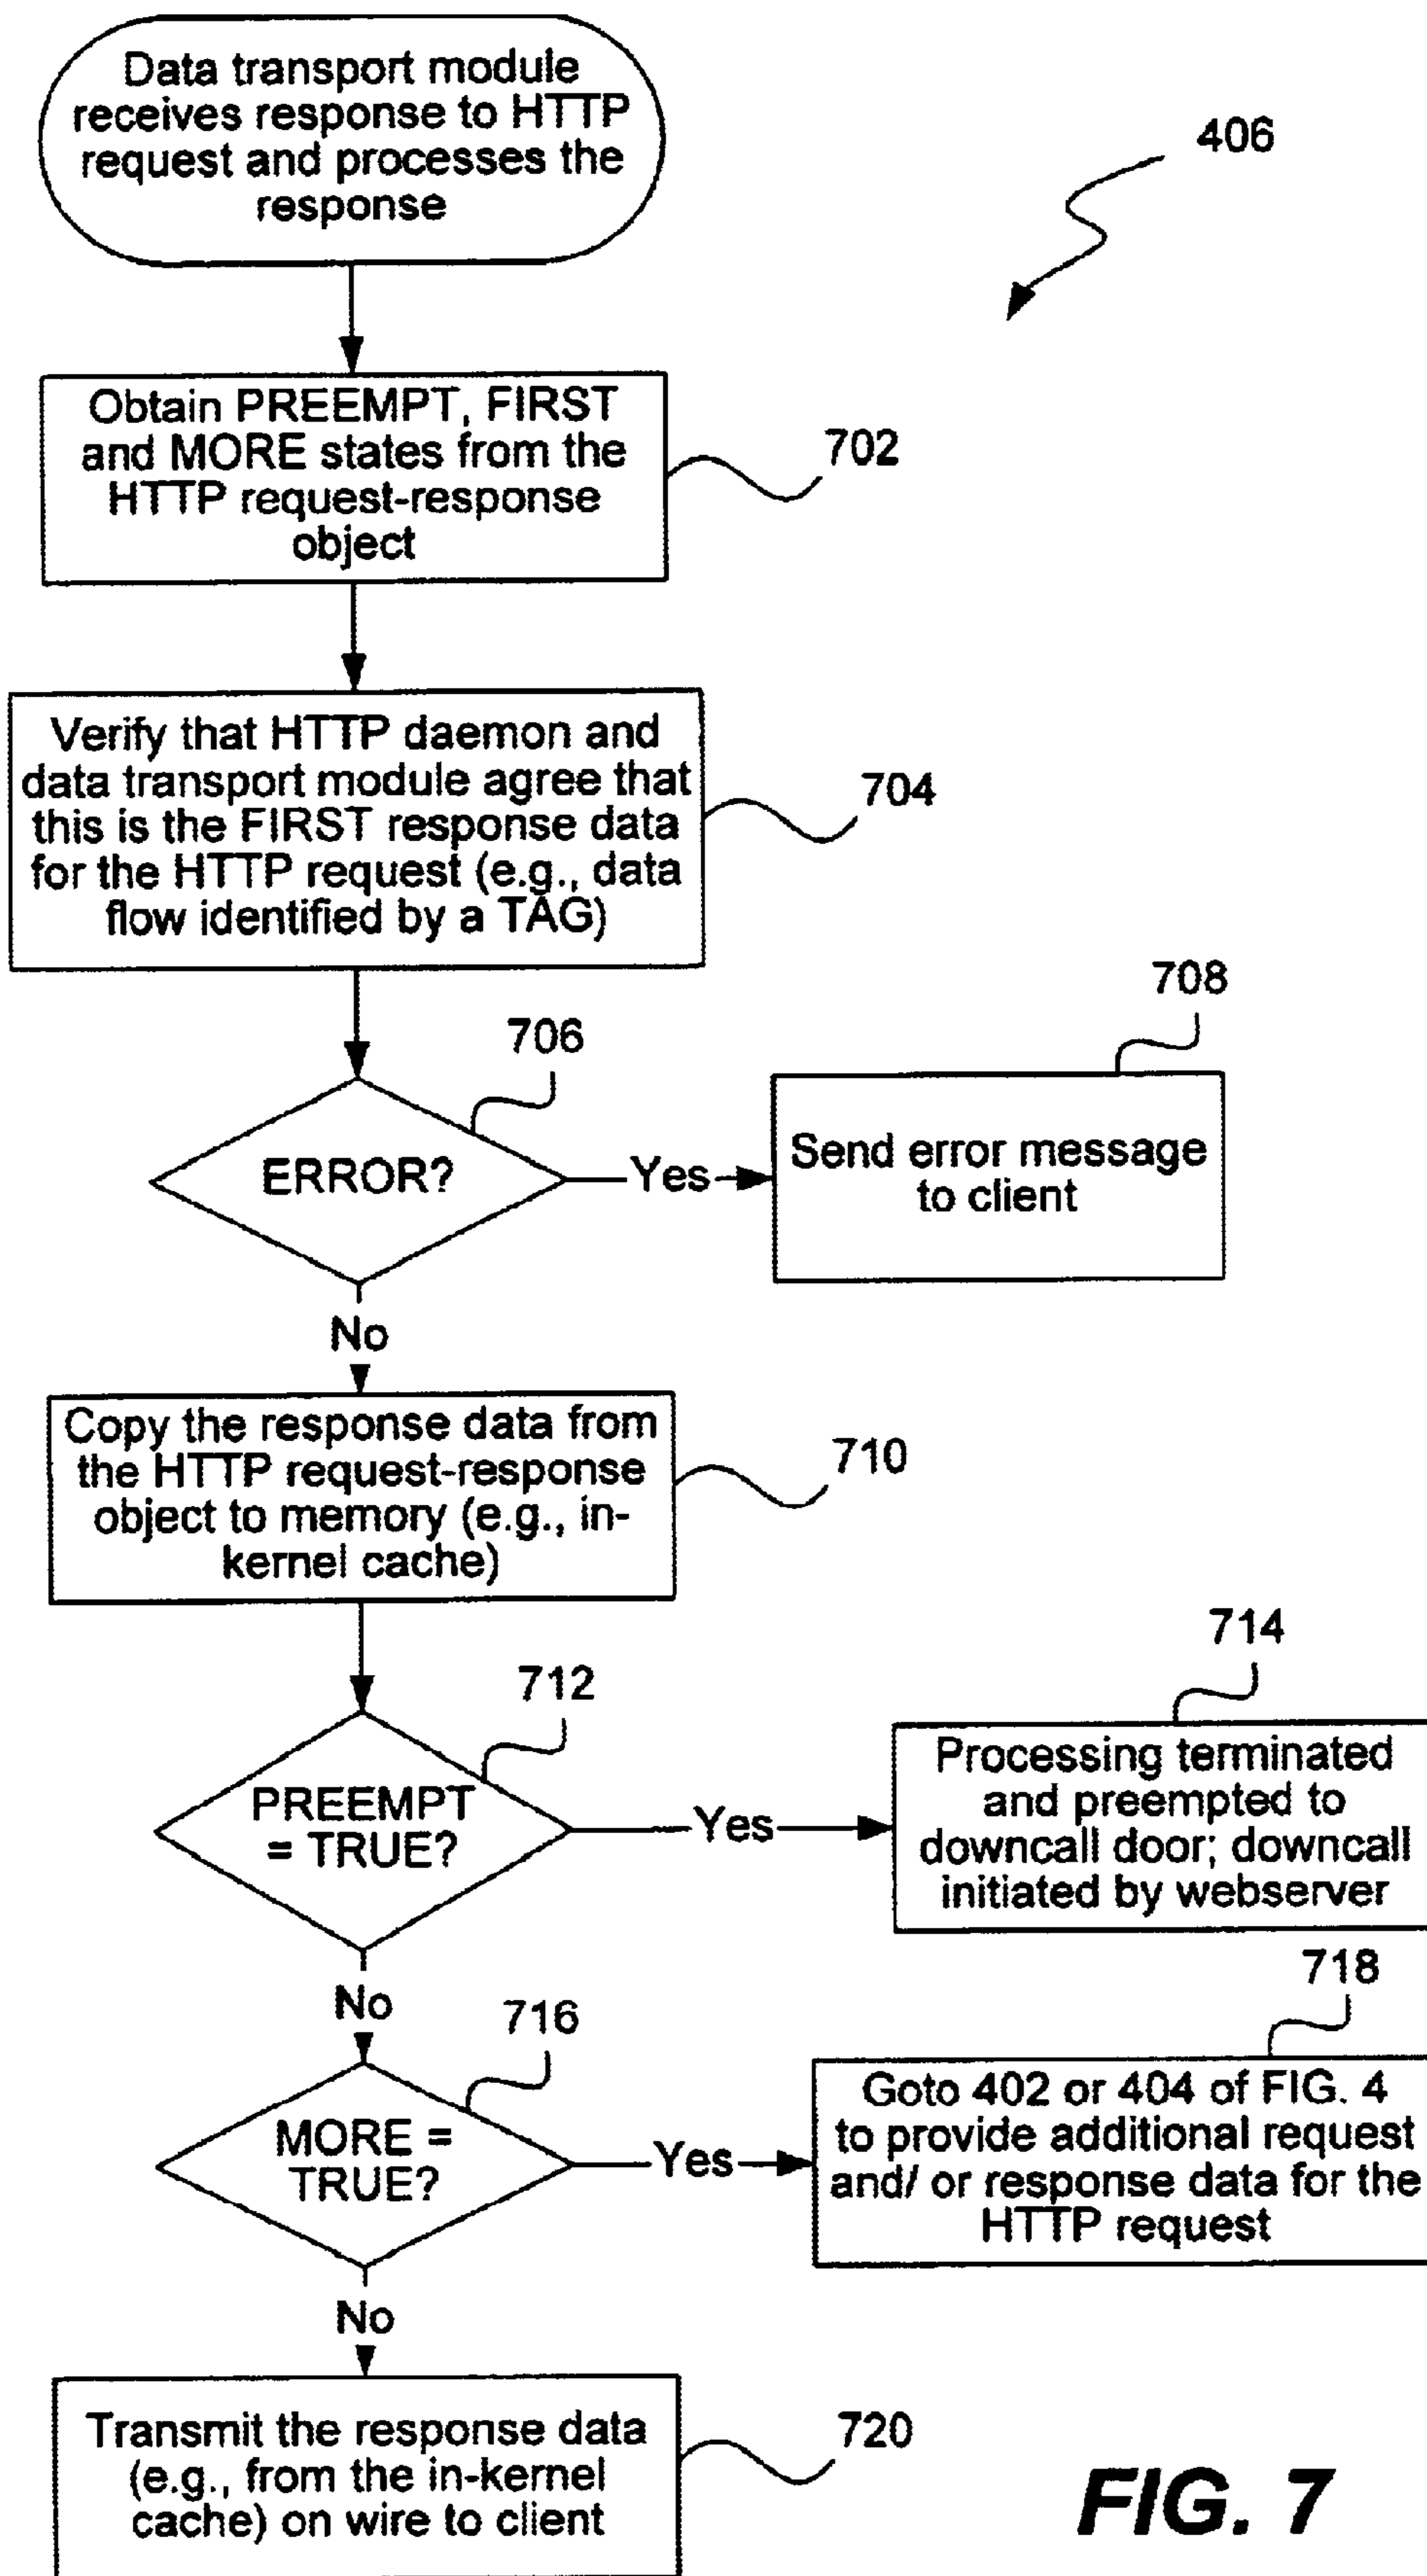 Data transport module
receives response to HTTP
request and processes the
response
406
Obtain PREEMPT, FIRST
and MORE states from the
HTTP request-response
object
702
Verify that HTTP daemon and
data transport module agree that
this is the FIRST response data
for the HTTP request (e.g., data
flow identified by a TAG)
704
706
ERROR?
Yes
708
Send error message
to client
No
Copy the response data from
the HTTP request-response
object to memory (e.g., in-
kernel cache)
710
712
PREEMPT
= TRUE?
Yes
714
Processing terminated
and preempted to
downcall door; downcall
initiated by webserver
No
716
MORE =
TRUE?
Yes
718
Goto 402 or 404 of FIG. 4
to provide additional request
and/ or response data for the
HTTP request
No
Transmit the response data
(e.g., from the in-kernel
cache) on wire to client
720
FIG. 7